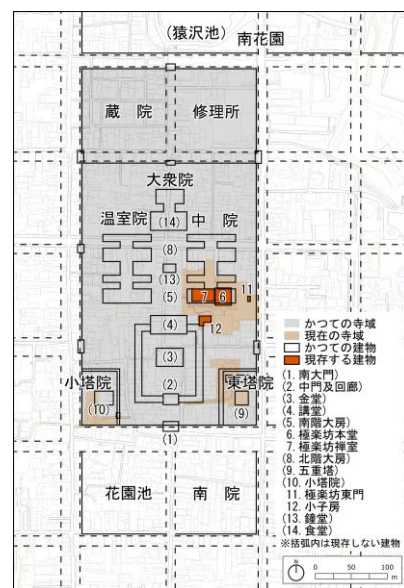 （猿沢池）
南花園
蔵　院
修理所
大衆院
(14)
温室院
中　院
(8)
(13)
11
(5)
7
6
12
(4)
(3)
小塔院
(2)
東塔院
(10)
(9)
(1)
花園池
南　院
かつての寺域
現在の寺域
かつての建物
現存する建物
(1. 南大門)
(2. 中門及回廊)
(3. 金堂)
(4. 講堂)
(5. 南階大房)
6. 極楽坊本堂
7. 極楽坊禅室
(8. 北階大房)
(9. 五重塔)
(10. 小塔院)
11. 極楽坊東門
12. 小子房
(13. 鐘堂)
(14. 食堂)
※括弧内は現存しない建物
0 50 100
m